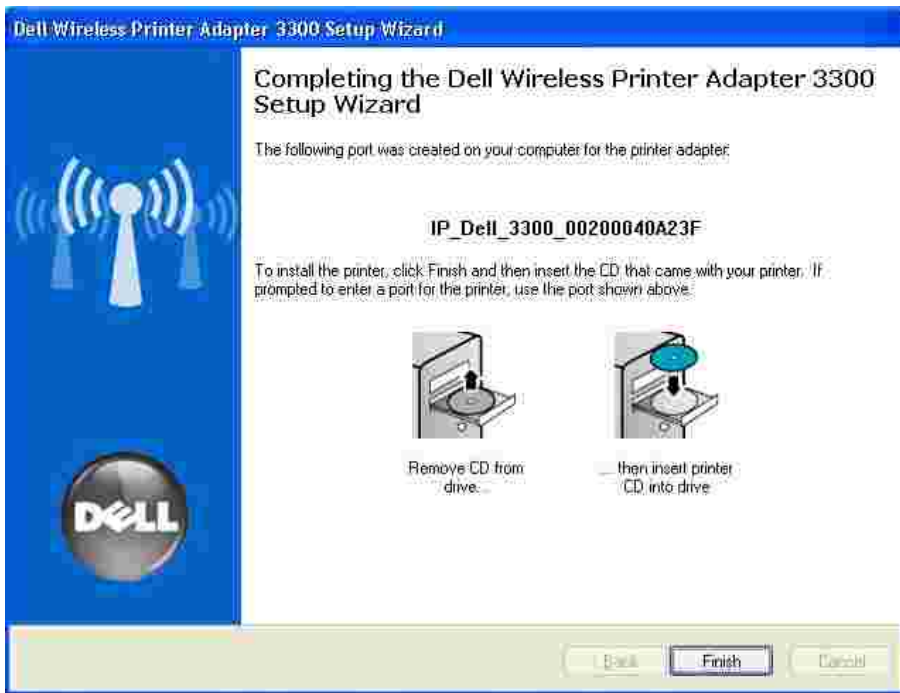 Dell Wireless Printer Adapter 3300 Setup Wizard
Completing the Dell Wireless Printer Adapter 3300
Setup Wizard
The following port was created on your computer for the printer adapter:
IP_Dell_3300_00200040A23F
To install the printer, click Finish and then insert the CD that came with your printer. If
prompted to enter a port for the printer, use the port shown above.
Remove CD from
drive...
... then insert printer
CD into drive
DELL
Back
Finish
Cancel